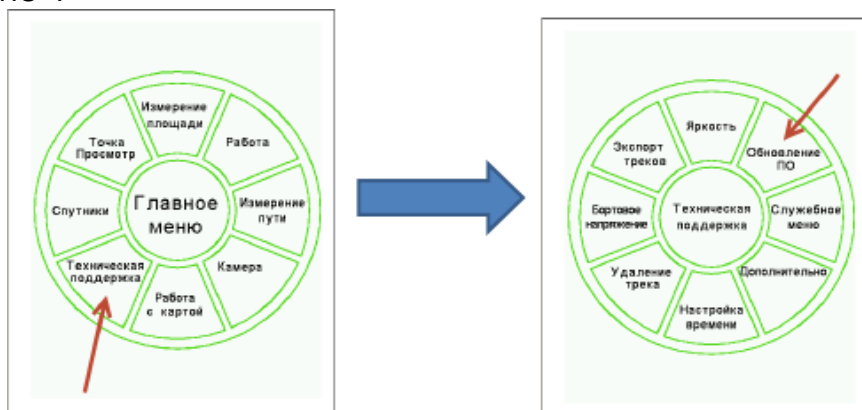 Измерение
площади
Работа
Измерение
пути
Камера
Работа
с картой
Техническая
поддержка
Спутники
Точка
Просмотр
Главное
меню
Яркость
Обновление
ПО
Служебное
меню
Дополнительно
Настройка
времени
Удаление
трека
Бортовое
напряжение
Экспорт
треков
Техническая
поддержка